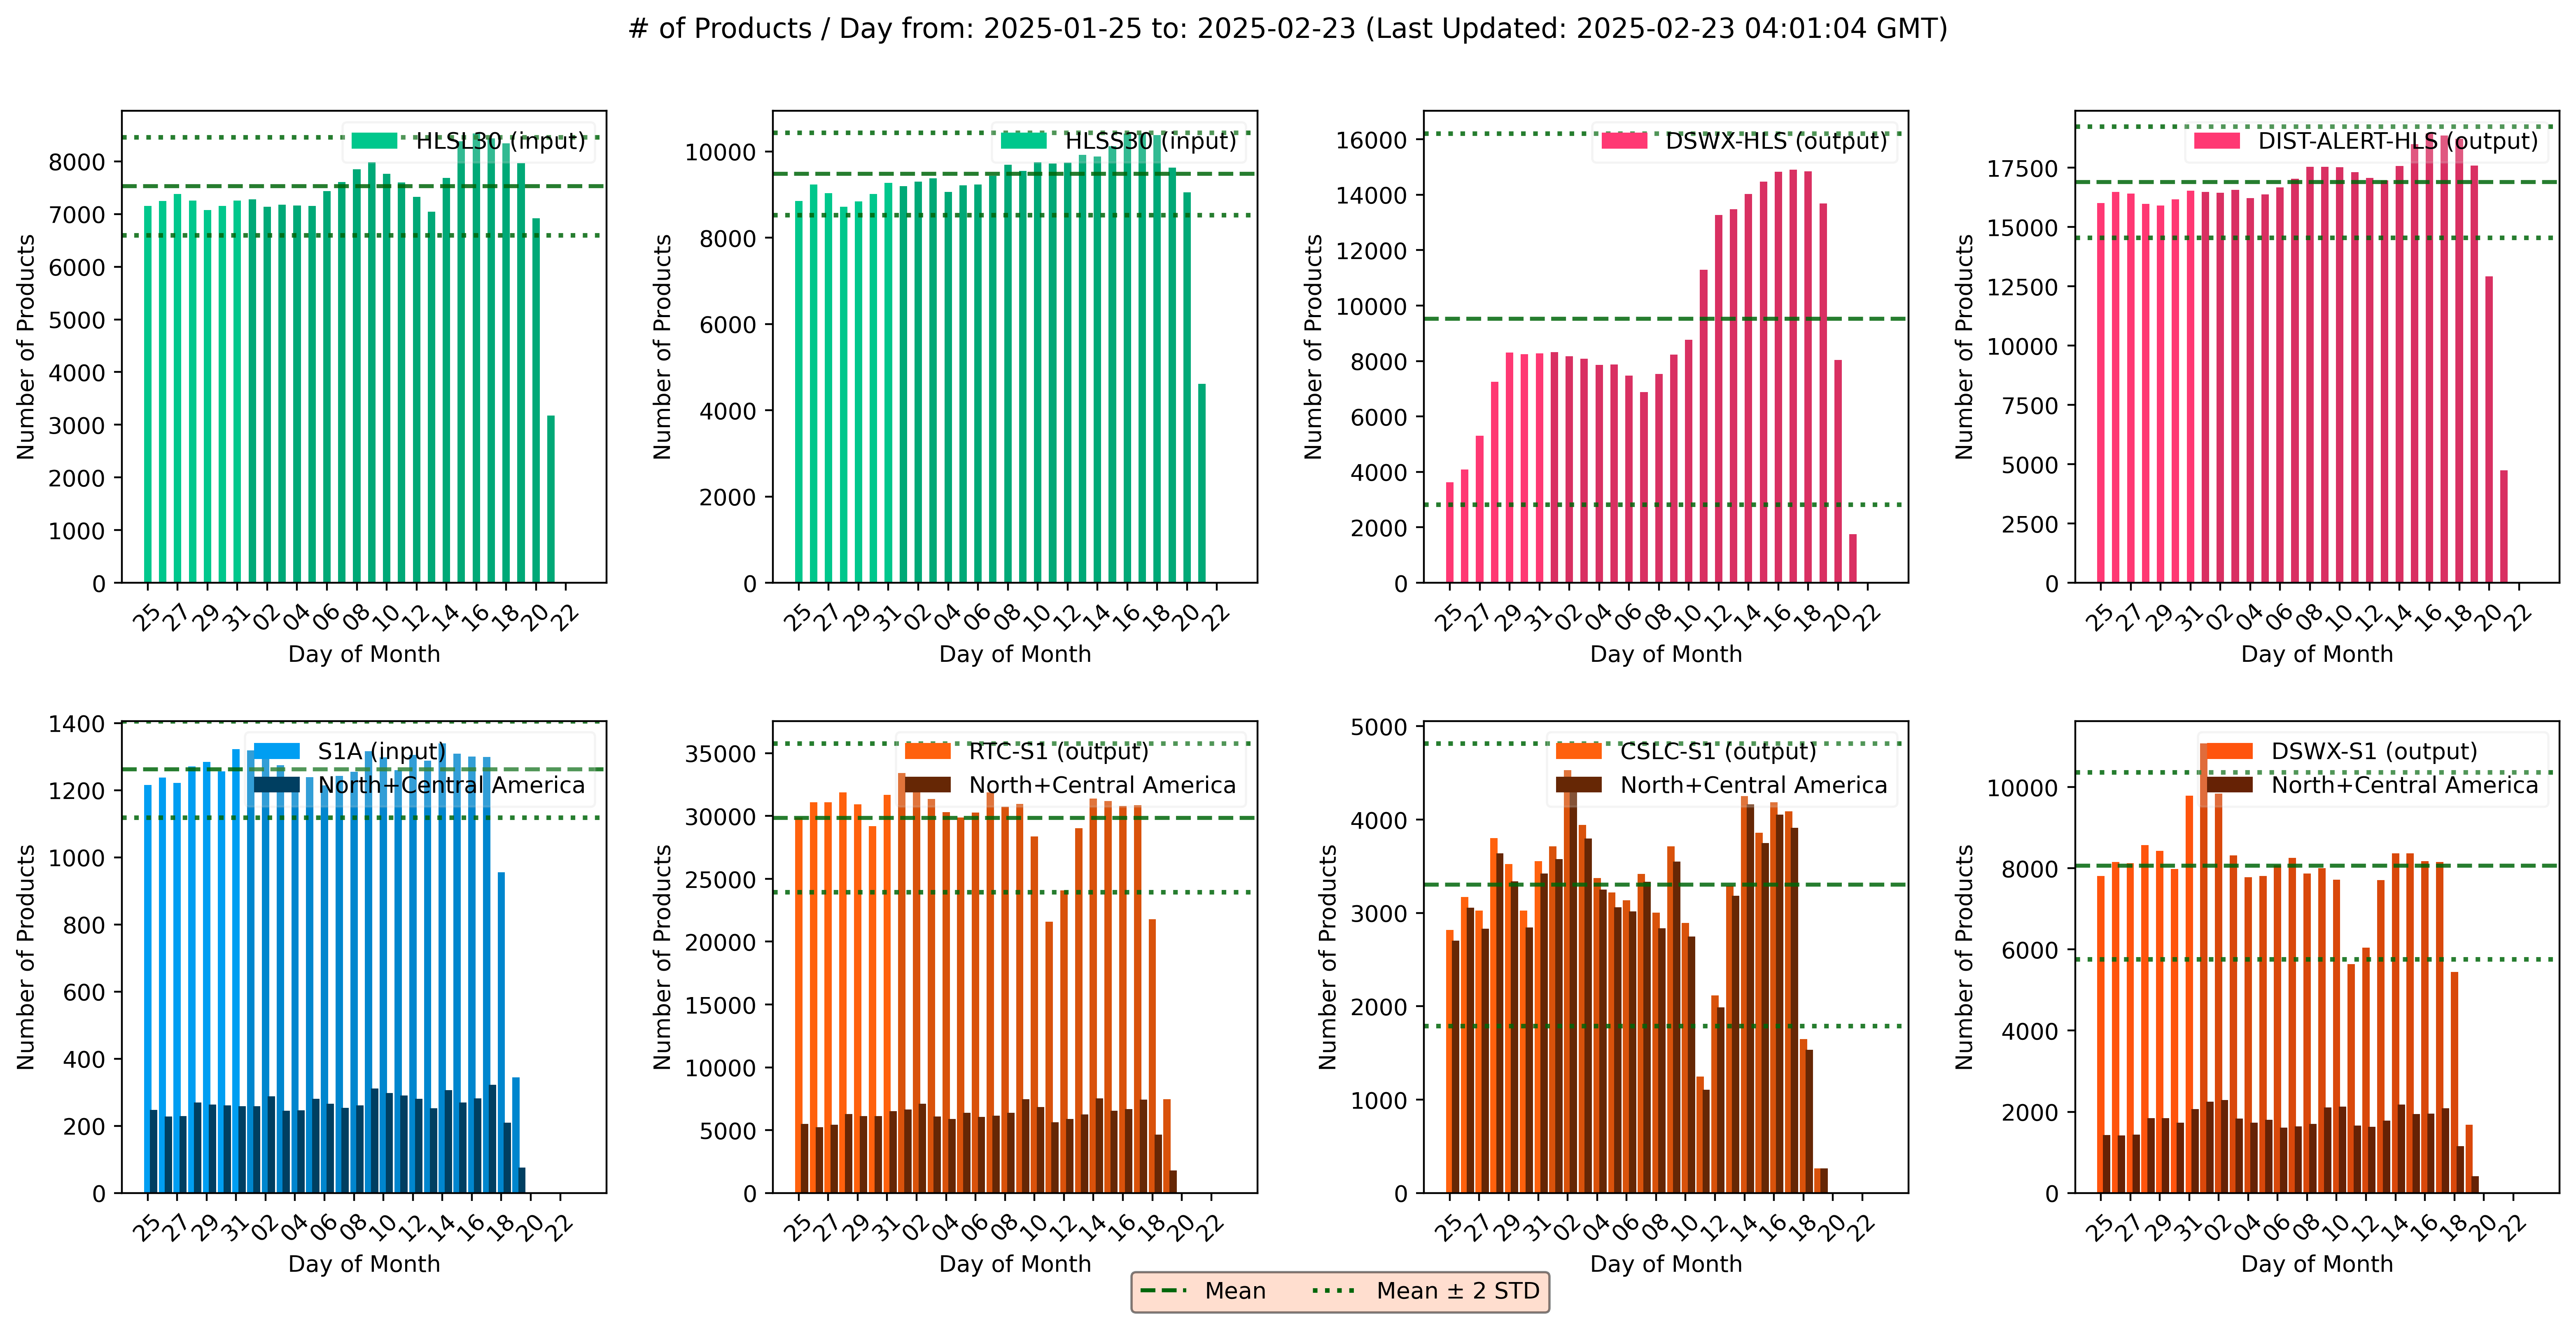 # of Products / Day from: 2025-01-25 to: 2025-02-23 (Last Updated: 2025-02-23 04:01:04 GMT)
HLSL30 (input)
Number of Products
8000
7000
6000
5000
4000
3000
2000
1000
0
25 27 29 31 02 04 06 08 10 12 14 16 18 20 22
Day of Month
HLSS30 (input)
Number of Products
10000
8000
6000
4000
2000
0
25 27 29 31 02 04 06 08 10 12 14 16 18 20 22
Day of Month
DSWX-HLS (output)
Number of Products
16000
14000
12000
10000
8000
6000
4000
2000
0
25 27 29 31 02 04 06 08 10 12 14 16 18 20 22
Day of Month
DIST-ALERT-HLS (output)
Number of Products
17500
15000
12500
10000
7500
5000
2500
0
25 27 29 31 02 04 06 08 10 12 14 16 18 20 22
Day of Month
S1A (input)
North+Central America
Number of Products
1400
1200
1000
800
600
400
200
0
25 27 29 31 02 04 06 08 10 12 14 16 18 20 22
Day of Month
RTC-S1 (output)
North+Central America
Number of Products
35000
30000
25000
20000
15000
10000
5000
0
25 27 29 31 02 04 06 08 10 12 14 16 18 20 22
Day of Month
CSLC-S1 (output)
North+Central America
Number of Products
5000
4000
3000
2000
1000
0
25 27 29 31 02 04 06 08 10 12 14 16 18 20 22
Day of Month
DSWX-S1 (output)
North+Central America
Number of Products
10000
8000
6000
4000
2000
0
25 27 29 31 02 04 06 08 10 12 14 16 18 20 22
Day of Month
Mean
Mean ± 2 STD